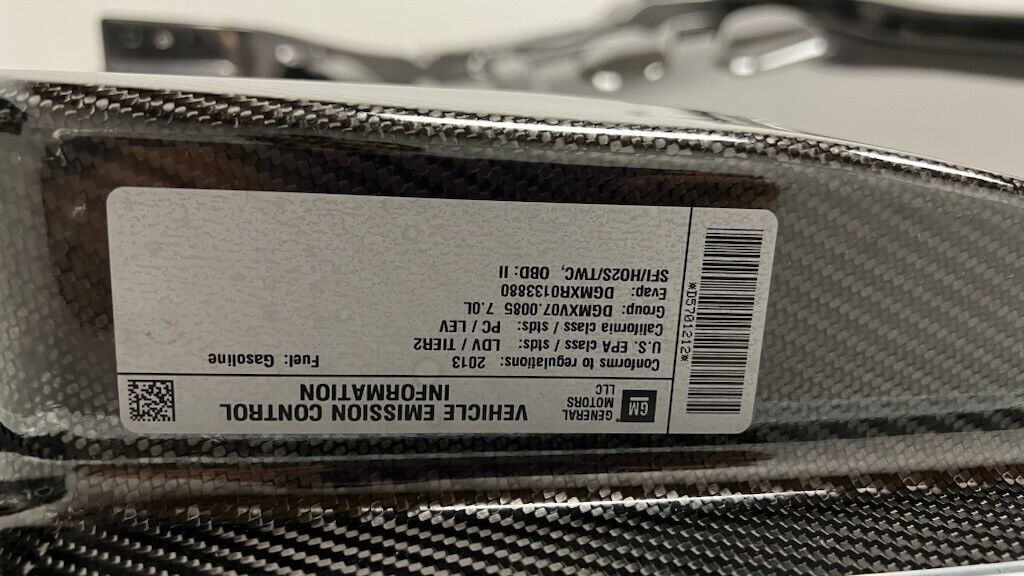 GENERAL
MOTORS
LLC
GM
VEHICLE EMISSION CONTROL
INFORMATION
Conforms to regulations: 2013
Fuel: Gasoline
U.S. EPA class / stds: LDV / TIER2
California class / stds: PC / LEV
Group: DGMXV07.0085 7.0L
Evap: DGMXR0133880
SFI/HO2S/TWC, OBD: II
*D5701212*